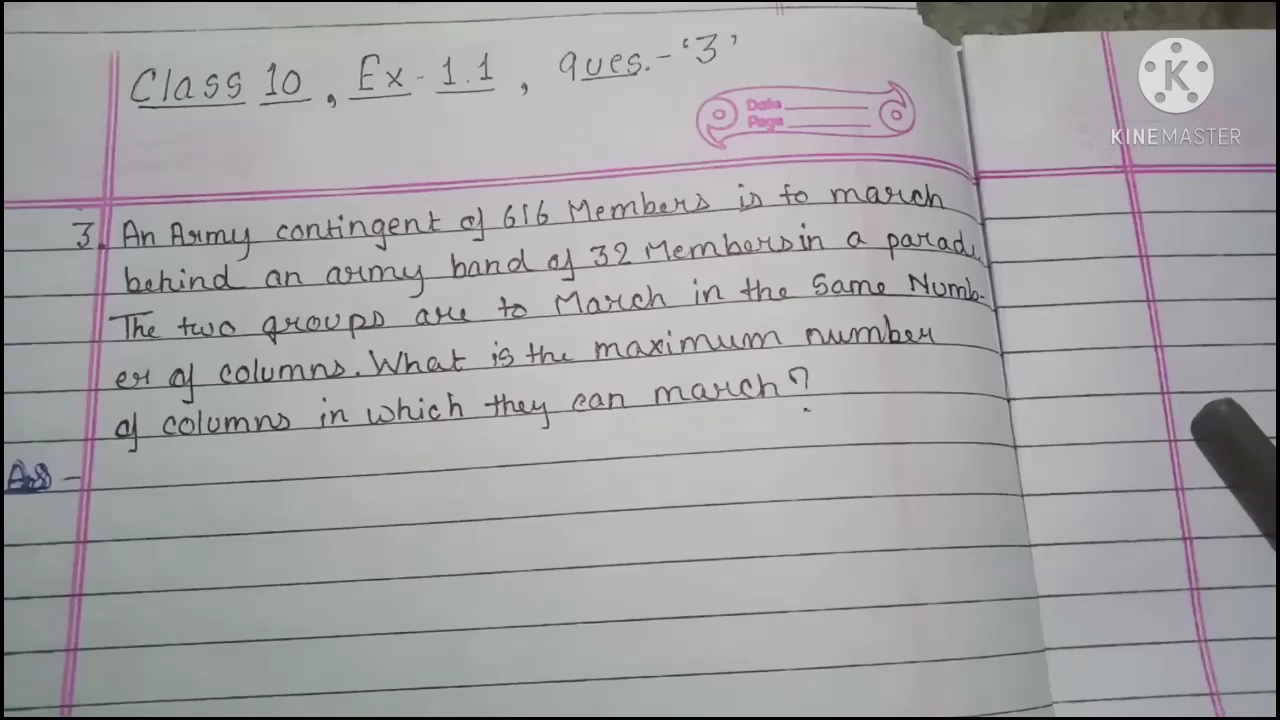 Class 10, Ex-1.1, ques.-'3'
Date
Page
KINEMASTER
3. An Army contingent of 616 Members is to march
behind an army band of 32 Members in a parad.
The two groups are to March in the same Numb-
er of columns. What is the maximum number
of columns in which they can march?
Ans -